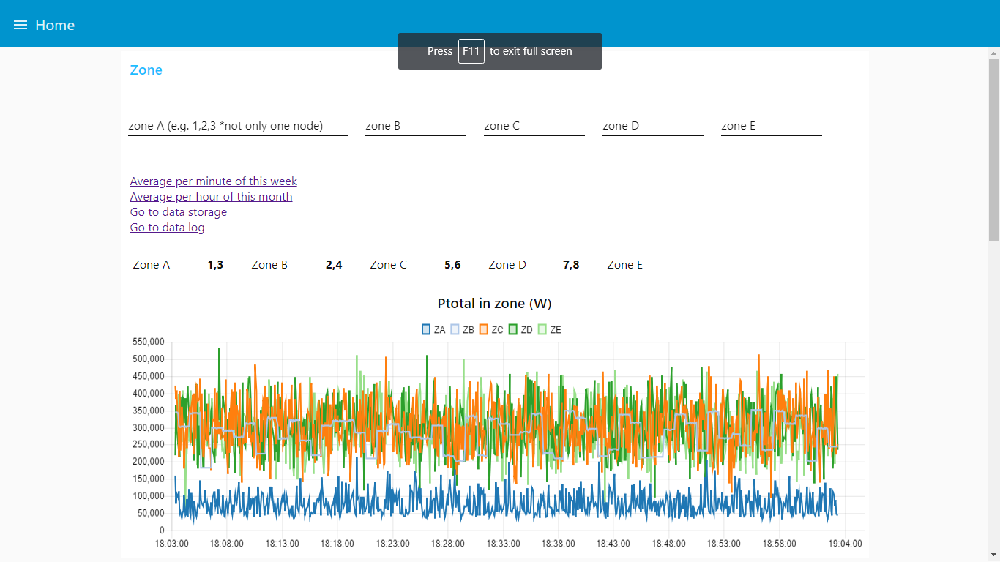 Home
Press F11 to exit full screen
Zone
zone A (e.g. 1,2,3 *not only one node) zone B zone C zone D zone E
Average per minute of this week
Average per hour of this month
Go to data storage
Go to data log
Zone A 1,3 Zone B 2,4 Zone C 5,6 Zone D 7,8 Zone E
Ptotal in zone (W)
ZA ZB ZC ZD ZE
550,000
500,000
450,000
400,000
350,000
300,000
250,000
200,000
150,000
100,000
50,000
0
18:03:00 18:08:00 18:13:00 18:18:00 18:23:00 18:28:00 18:33:00 18:38:00 18:43:00 18:48:00 18:53:00 18:58:00 19:04:00